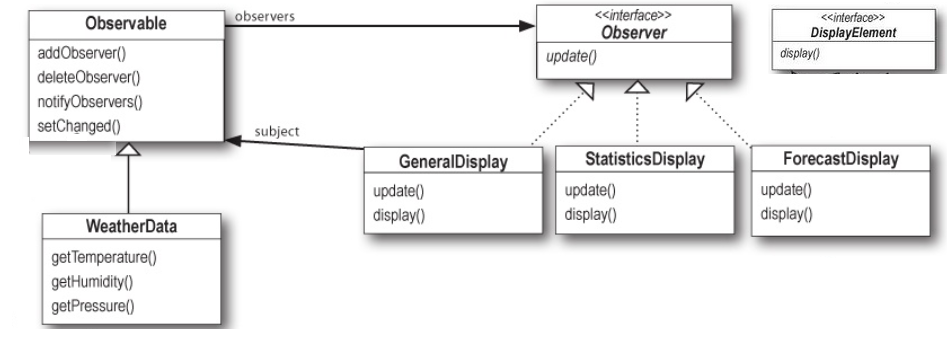 Observable
addObserver()
deleteObserver()
notifyObservers()
setChanged()
observers
<<interface>>
Observer
update()
<<interface>>
DisplayElement
display()
subject
GeneralDisplay
update()
display()
StatisticsDisplay
update()
display()
ForecastDisplay
update()
display()
WeatherData
getTemperature()
getHumidity()
getPressure()